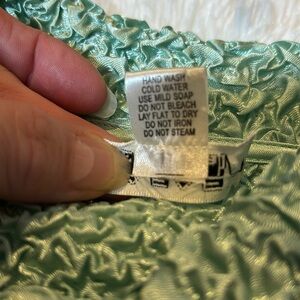 HAND WASH
COLD WATER
USE MILD SOAP
DO NOT BLEACH
LAY FLAT TO DRY
DO NOT IRON
DO NOT STEAM